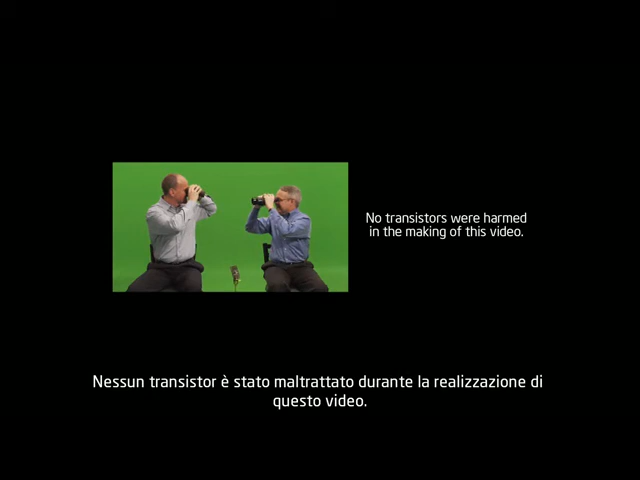 No transistors were harmed
in the making of this video.
Nessun transistor è stato maltrattato durante la realizzazione di
questo video.